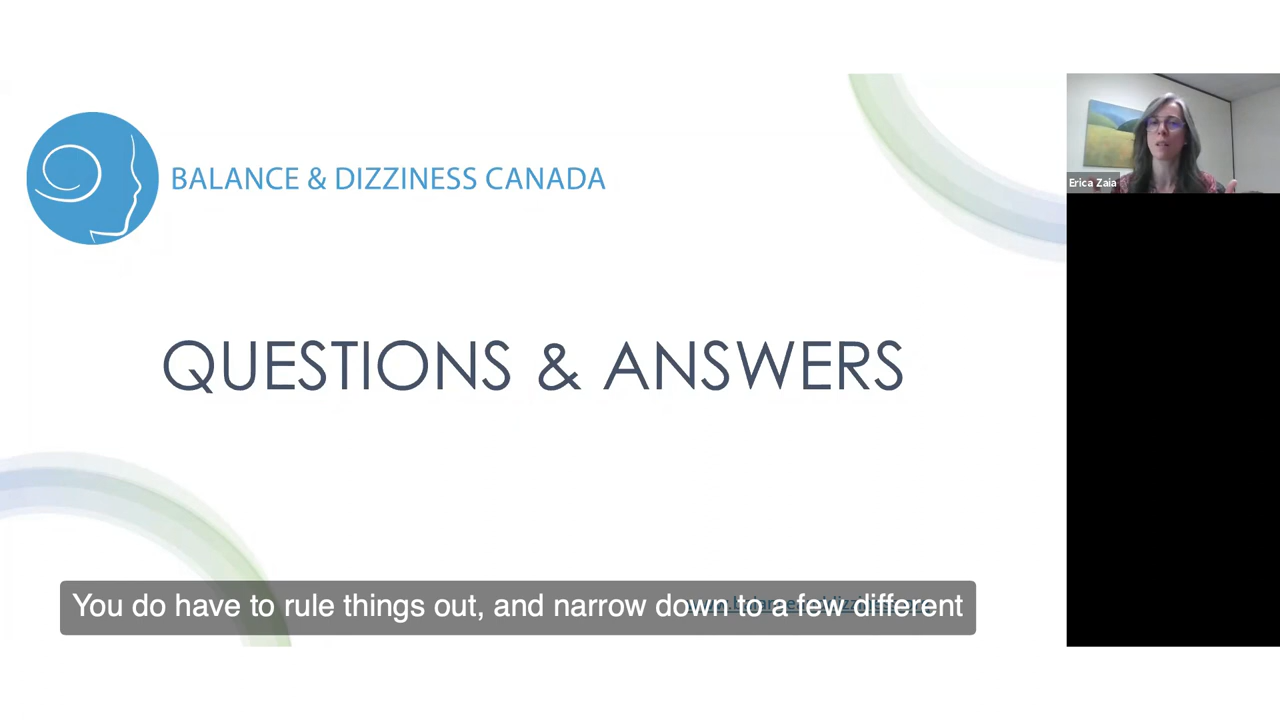 BALANCE & DIZZINESS CANADA
Erica Zaia
QUESTIONS & ANSWERS
You do have to rule things out, and narrow down to a few different